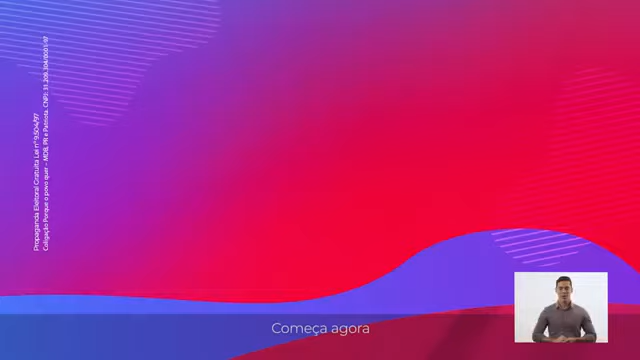 Propaganda Eleitoral Gratuita Lei nº 9.504/97
Coligação Porque o povo quer – MDB, PR e Patriota. CNPJ: 31.209.304/0001-97
Começa agora